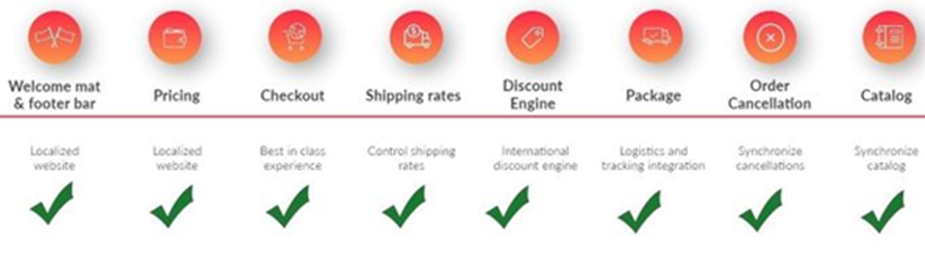 Welcome mat
& footer bar
Pricing
Checkout
Shipping rates
Discount
Engine
Package
Order
Cancellation
Catalog
Localized
website
Localized
website
Best in class
experience
Control shipping
rates
International
discount engine
Logistics and
tracking integration
Synchronize
cancellations
Synchronize
catalog